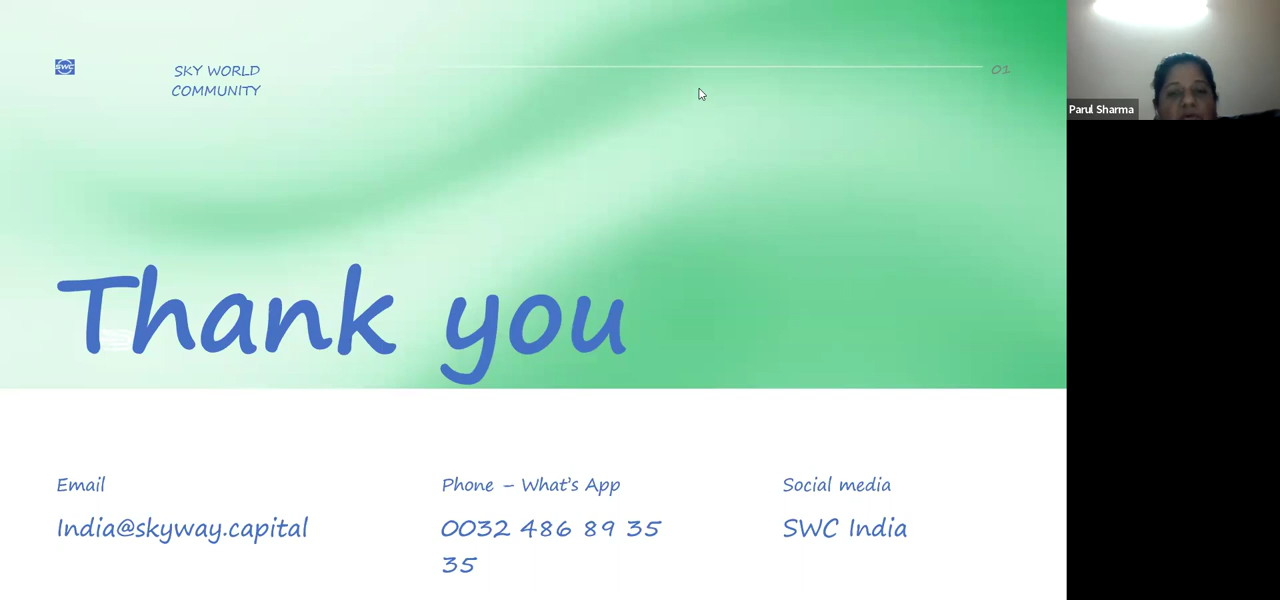 SWC
SKY WORLD
COMMUNITY
01
Parul Sharma
Thank you
Email
Phone – What's App
Social media
India@skyway.capital
0032 486 89 35
35
SWC India